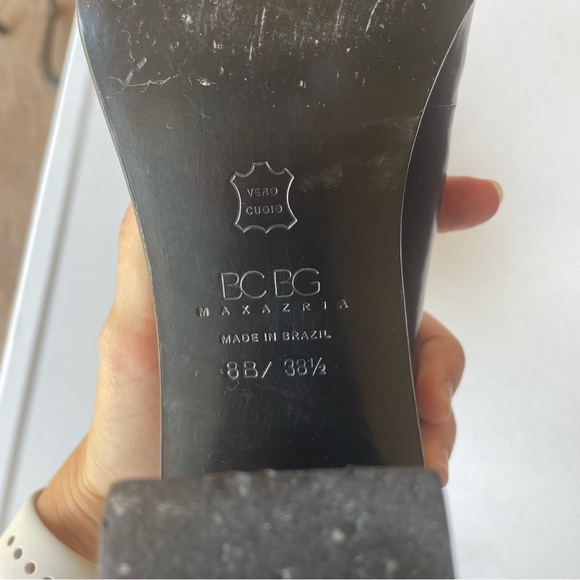 VERO
CUOIO
BCBG
MAXAZRIA
MADE IN BRAZIL
8B/ 38½